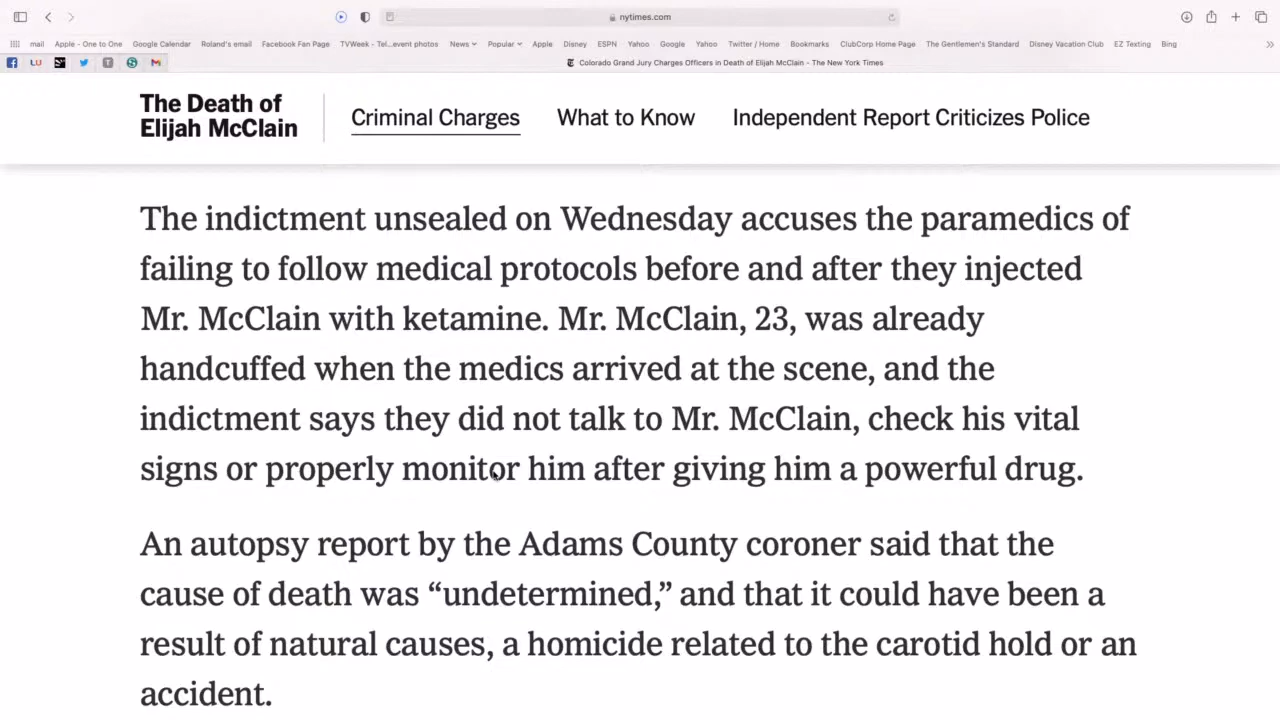 nytimes.com
mail Apple - One to One Google Calendar Roland's email Facebook Fan Page TVWeek - Tel...event photos News Popular Apple Disney ESPN Yahoo Google Yahoo Twitter / Home Bookmarks ClubCorp Home Page The Gentlemen's Standard Disney Vacation Club EZ Texting Bing
LU T S M T Colorado Grand Jury Charges Officers in Death of Elijah McClain - The New York Times
The Death of
Elijah McClain
Criminal Charges What to Know Independent Report Criticizes Police
The indictment unsealed on Wednesday accuses the paramedics of
failing to follow medical protocols before and after they injected
Mr. McClain with ketamine. Mr. McClain, 23, was already
handcuffed when the medics arrived at the scene, and the
indictment says they did not talk to Mr. McClain, check his vital
signs or properly monitor him after giving him a powerful drug.
An autopsy report by the Adams County coroner said that the
cause of death was “undetermined,” and that it could have been a
result of natural causes, a homicide related to the carotid hold or an
accident.